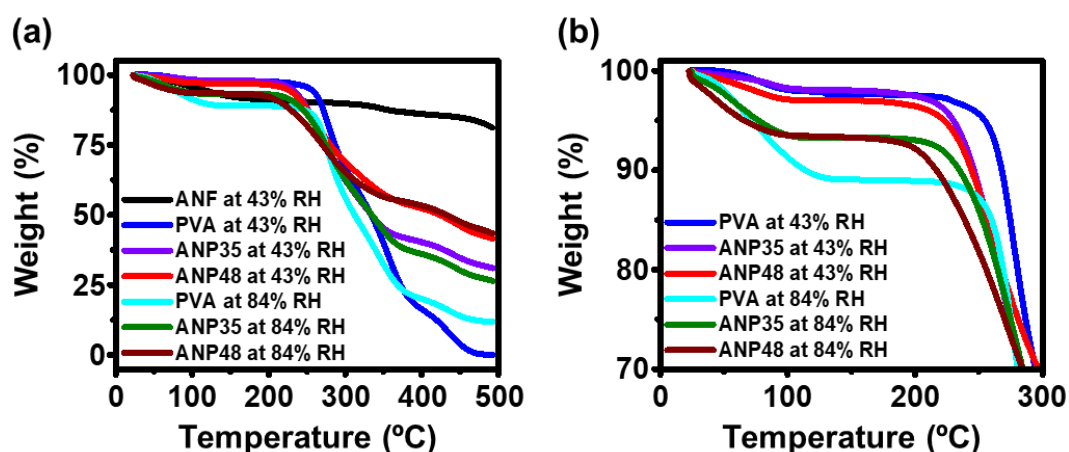 (a)
(b)
100
75
50
25
0
Weight (%)
ANF at 43% RH
PVA at 43% RH
ANP35 at 43% RH
ANP48 at 43% RH
PVA at 84% RH
ANP35 at 84% RH
ANP48 at 84% RH
0 100 200 300 400 500
Temperature (ºC)
100
90
80
70
Weight (%)
PVA at 43% RH
ANP35 at 43% RH
ANP48 at 43% RH
PVA at 84% RH
ANP35 at 84% RH
ANP48 at 84% RH
0 100 200 300
Temperature (ºC)